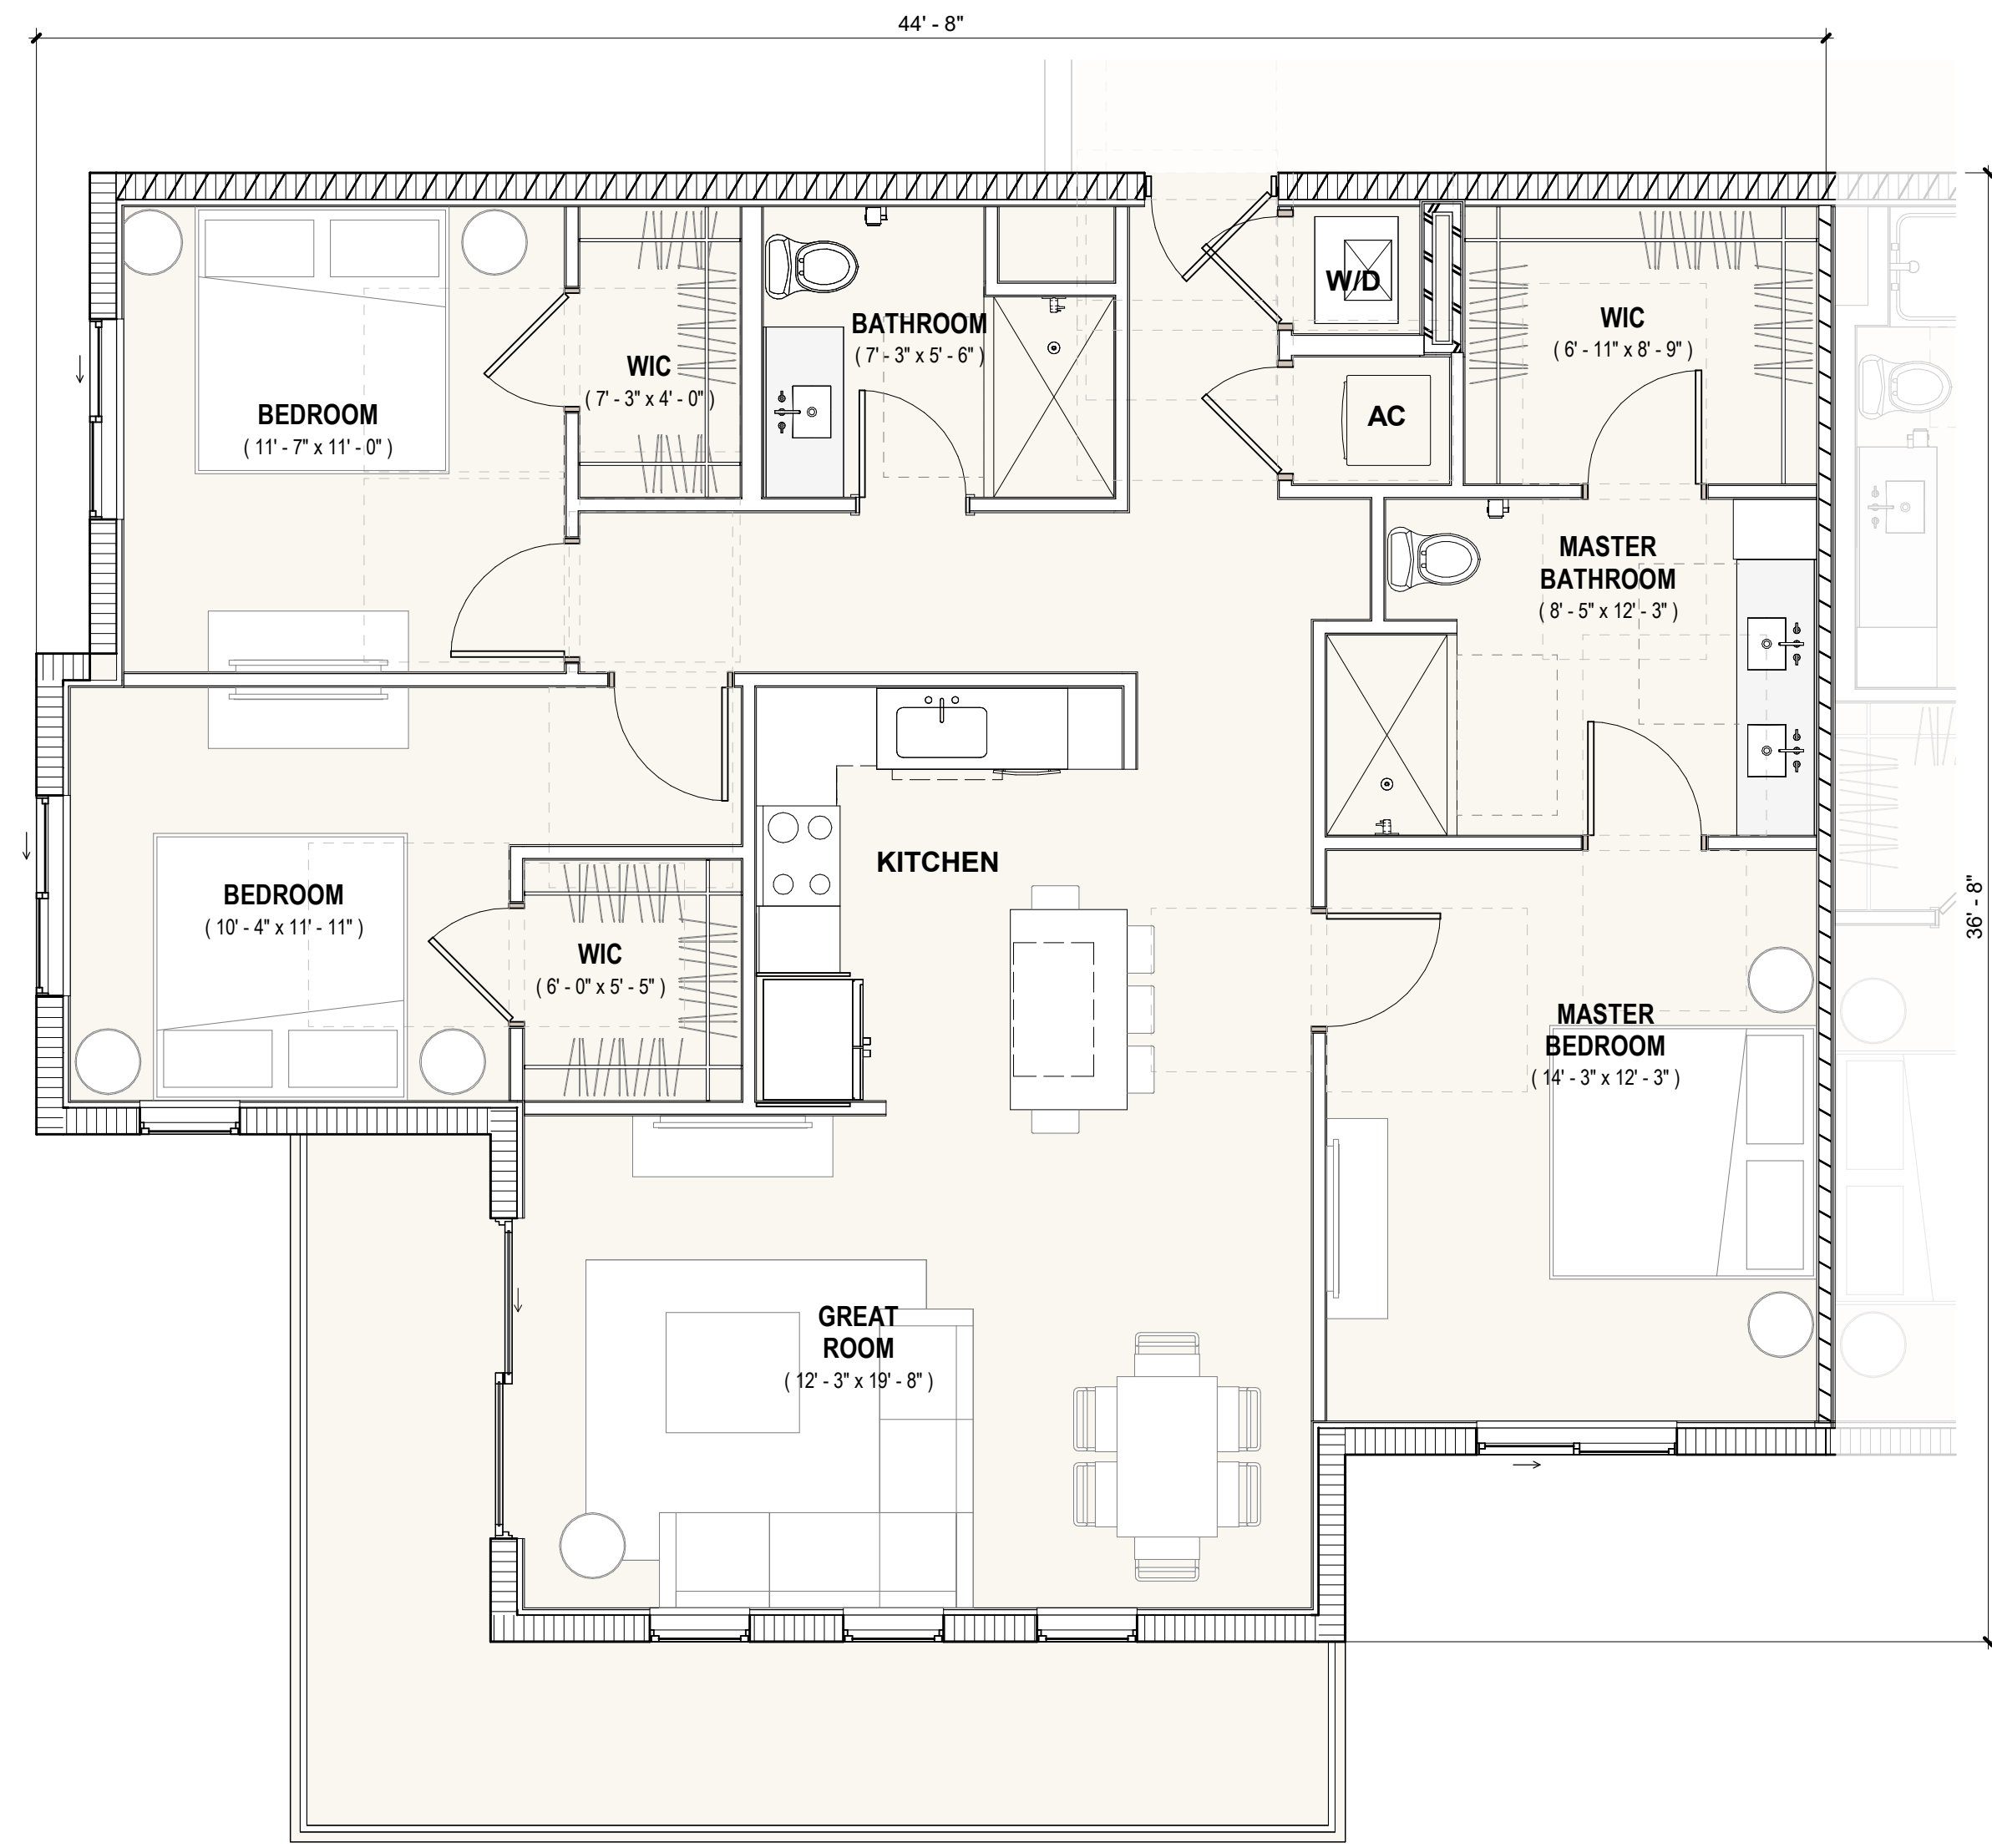 44' - 8"
W/D
WIC
( 6' - 11" x 8' - 9" )
BATHROOM
( 7' - 3" x 5' - 6" )
WIC
( 7' - 3" x 4' - 0" )
BEDROOM
( 11' - 7" x 11' - 0" )
AC
MASTER
BATHROOM
( 8' - 5" x 12' - 3" )
KITCHEN
BEDROOM
( 10' - 4" x 11' - 11" )
36' - 8"
WIC
( 6' - 0" x 5' - 5" )
MASTER
BEDROOM
( 14' - 3" x 12' - 3" )
GREAT
ROOM
( 12' - 3" x 19' - 8" )